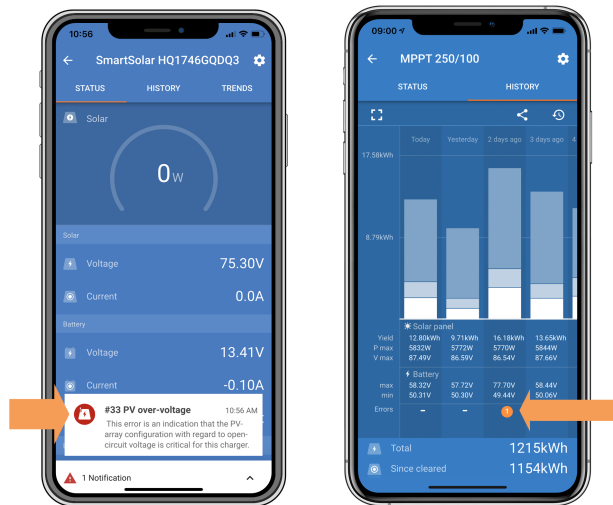 10:56
SmartSolar HQ1746GQDQ3
STATUS HISTORY TRENDS
Solar
0W
Solar
Voltage 75.30V
Current 0.0A
Battery
Voltage 13.41V
Current -0.10A
#33 PV over-voltage 10:56 AM
This error is an indication that the PV-
array configuration with regard to open-
circuit voltage is critical for this charger.
1 Notification
09:00
MPPT 250/100
STATUS HISTORY
Today Yesterday 2 days ago 3 days ago 4
17.58kWh
8.79kWh
Solar panel
Yield 12.80kWh 9.71kWh 16.18kWh 13.65kWh
P max 5832W 5772W 5770W 5844W
V max 87.49V 86.59V 86.54V 87.66V
Battery
max 58.32V 57.72V 77.70V 58.44V
min 50.31V 50.30V 49.44V 50.06V
Errors – – 1
Total 1215kWh
Since cleared 1154kWh